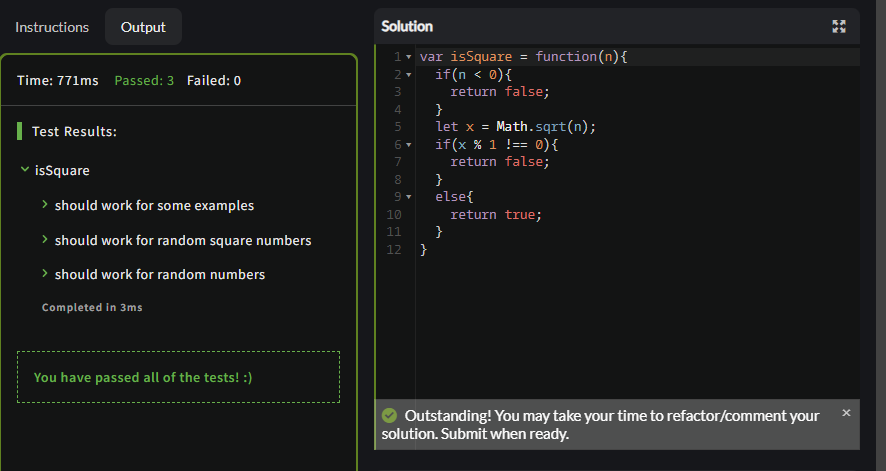 Instructions
Output
Time: 771ms Passed: 3 Failed: 0
Test Results:
isSquare
should work for some examples
should work for random square numbers
should work for random numbers
Completed in 3ms
You have passed all of the tests! :)
Solution
1 var isSquare = function(n){
2   if(n < 0){
3     return false;
4   }
5   let x = Math.sqrt(n);
6   if(x % 1 !== 0){
7     return false;
8   }
9   else{
10     return true;
11   }
12 }
Outstanding! You may take your time to refactor/comment your
solution. Submit when ready.
×